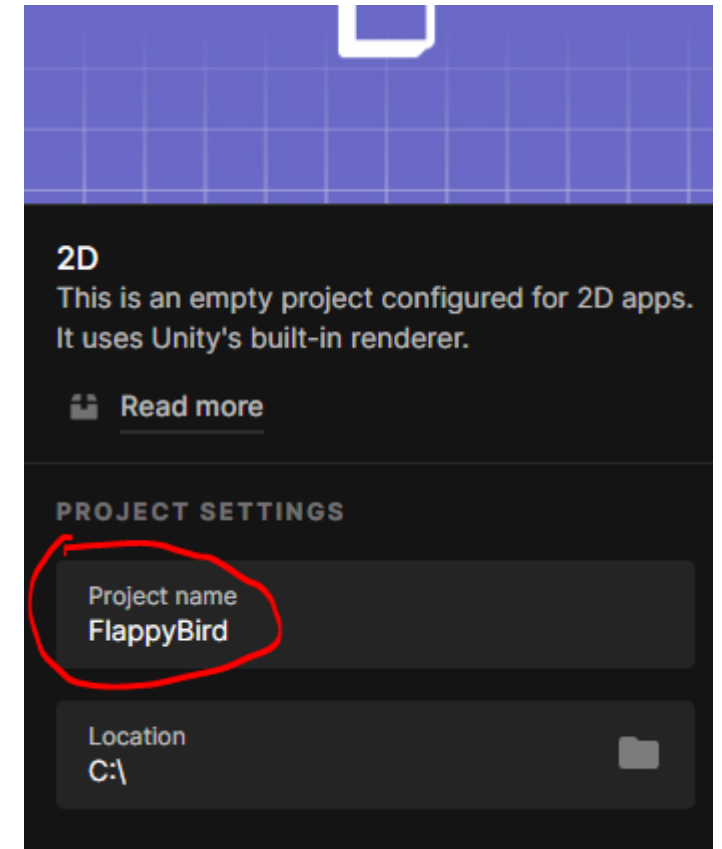 2D
This is an empty project configured for 2D apps.
It uses Unity's built-in renderer.
Read more
PROJECT SETTINGS
Project name
FlappyBird
Location
C:\